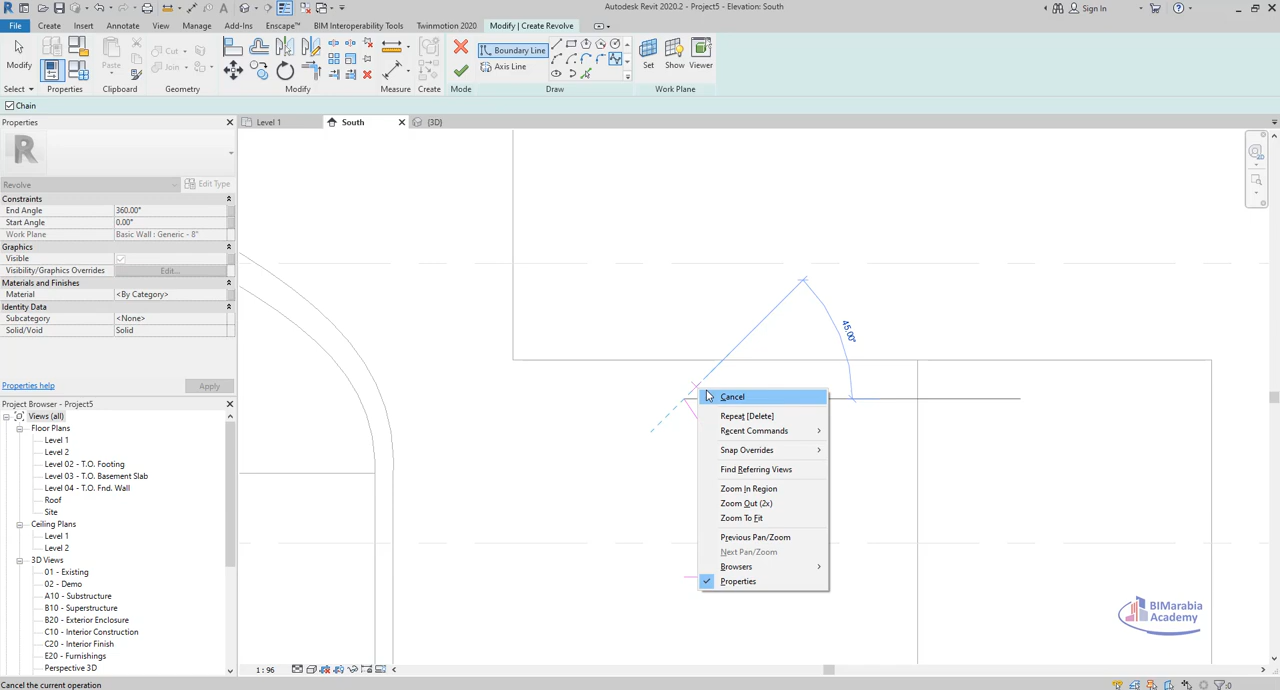 Autodesk Revit 2020.2 - Project5 - Elevation: South
Sign In
File Create Insert Annotate View Manage Add-Ins Enscape™ BIM Interoperability Tools Twinmotion 2020 Modify | Create Revolve
Modify
Paste
Cut
Join
Boundary Line
Axis Line
Set Show Viewer
Select Properties Clipboard Geometry Modify Measure Create Mode Draw Work Plane
Chain
Properties
Level 1
South
{3D}
Revolve
Edit Type
Constraints
End Angle 360.00°
Start Angle 0.00°
Work Plane Basic Wall : Generic - 8"
Graphics
Visible
Visibility/Graphics Overrides Edit...
Materials and Finishes
Material <By Category>
Identity Data
Subcategory <None>
Solid/Void Solid
Properties help
Apply
Project Browser - Project5
Views (all)
Floor Plans
Level 1
Level 2
Level 02 - T.O. Footing
Level 03 - T.O. Basement Slab
Level 04 - T.O. Fnd. Wall
Roof
Site
Ceiling Plans
Level 1
Level 2
3D Views
01 - Existing
02 - Demo
A10 - Substructure
B10 - Superstructure
B20 - Exterior Enclosure
C10 - Interior Construction
C20 - Interior Finish
E20 - Furnishings
Perspective 3D
45.00°
Cancel
Repeat [Delete]
Recent Commands
Snap Overrides
Find Referring Views
Zoom In Region
Zoom Out (2x)
Zoom To Fit
Previous Pan/Zoom
Next Pan/Zoom
Browsers
Properties
BIMarabia
Academy
1 : 96
Cancel the current operation
:0